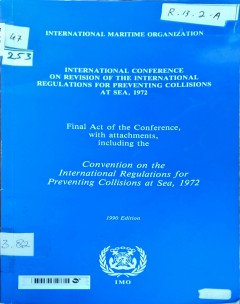 R.B.2-A
47
253
INTERNATIONAL MARITIME ORGANIZATION
INTERNATIONAL CONFERENCE
ON REVISION OF THE INTERNATIONAL
REGULATIONS FOR PREVENTING COLLISIONS
AT SEA, 1972
Final Act of the Conference,
with attachments,
including the
Convention on the
International Regulations for
Preventing Collisions at Sea, 1972
1990 Edition
IMO